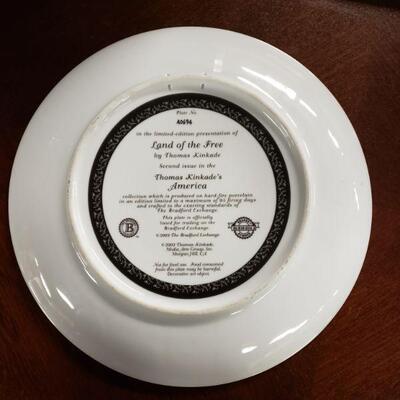 Plate No.
in the limited-edition presentation of
Land of the Free
by Thomas Kinkade
Second issue in the
Thomas Kinkade's
America
collection which is produced on hard-fire porcelain
in an edition limited to a maximum of 95 firing days
and crafted to the exacting standards of
The Bradford Exchange.
This plate is officially
listed for trading on the
Bradford Exchange.
B
©2002 The Bradford Exchange
©2002 Thomas Kinkade,
Media Arts Group, Inc.
Morgan Hill, CA
Not for food use. Food consumed
from this plate may be harmful.
Decorative art object.